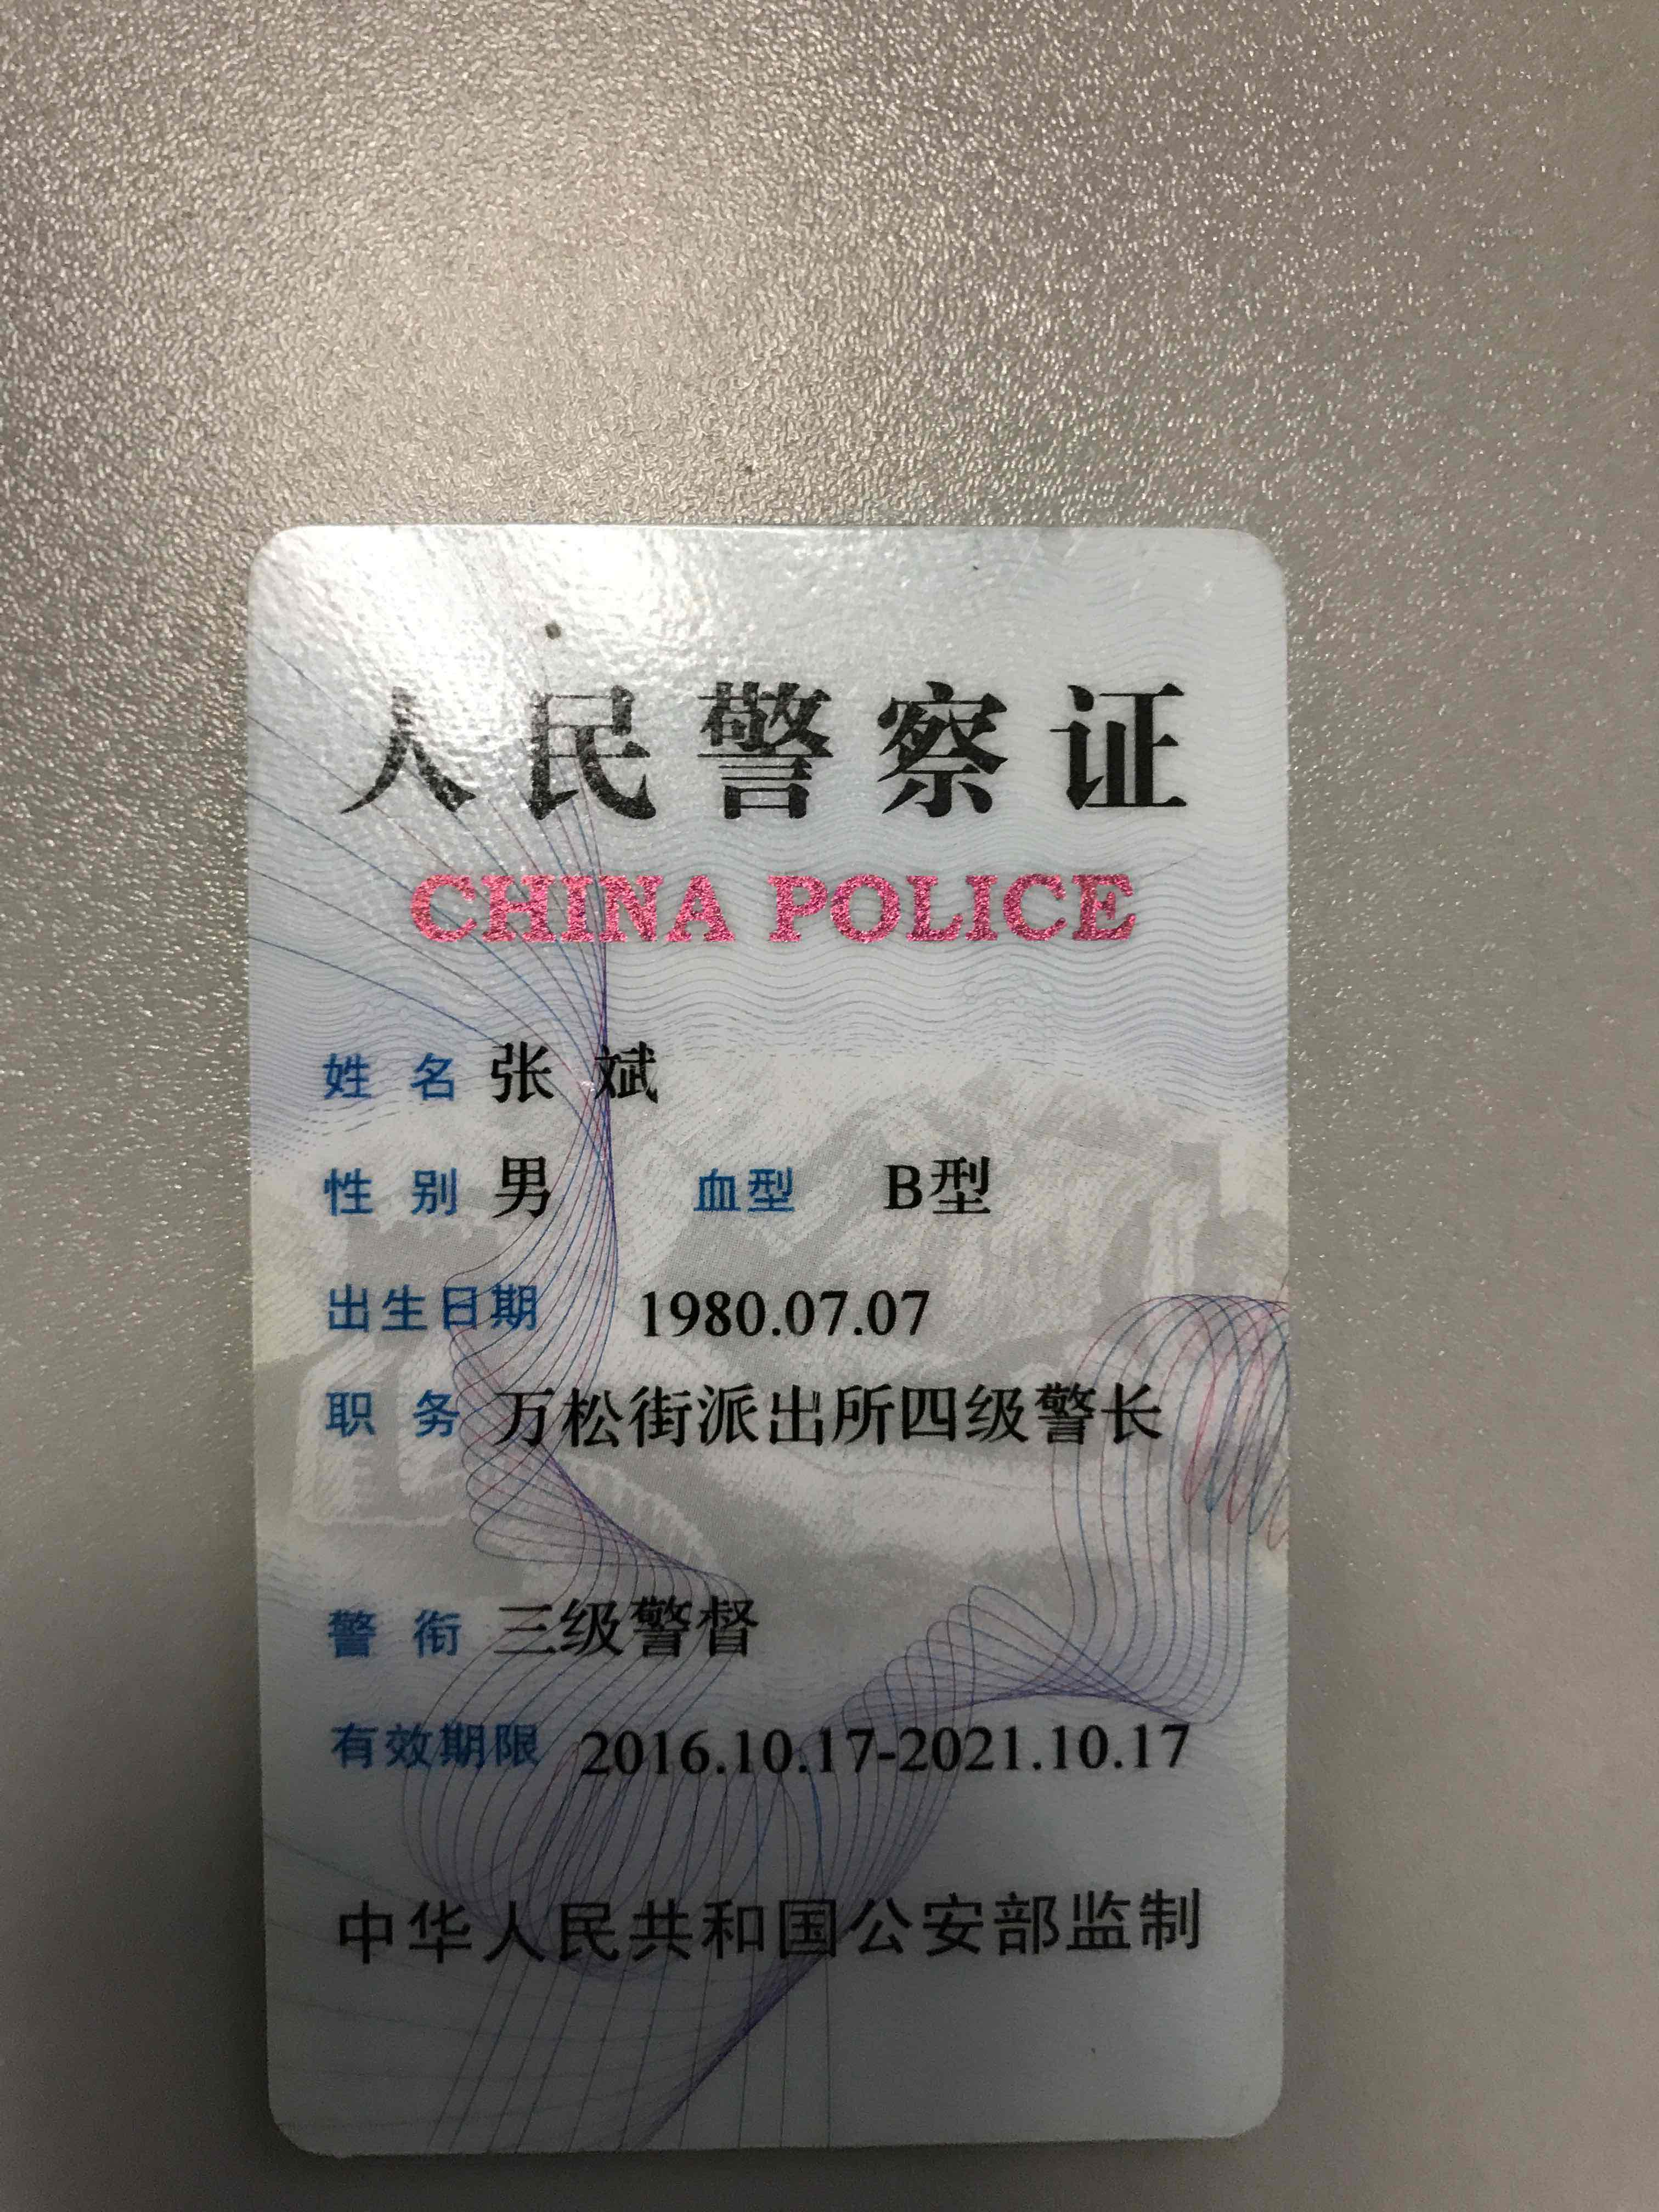 人民警察证
CHINA POLICE
姓 名 张 斌
性 别 男 血型 B型
出生日期 1980.07.07
职 务 万松街派出所四级警长
警 衔 三级警督
有效期限 2016.10.17-2021.10.17
中华人民共和国公安部监制